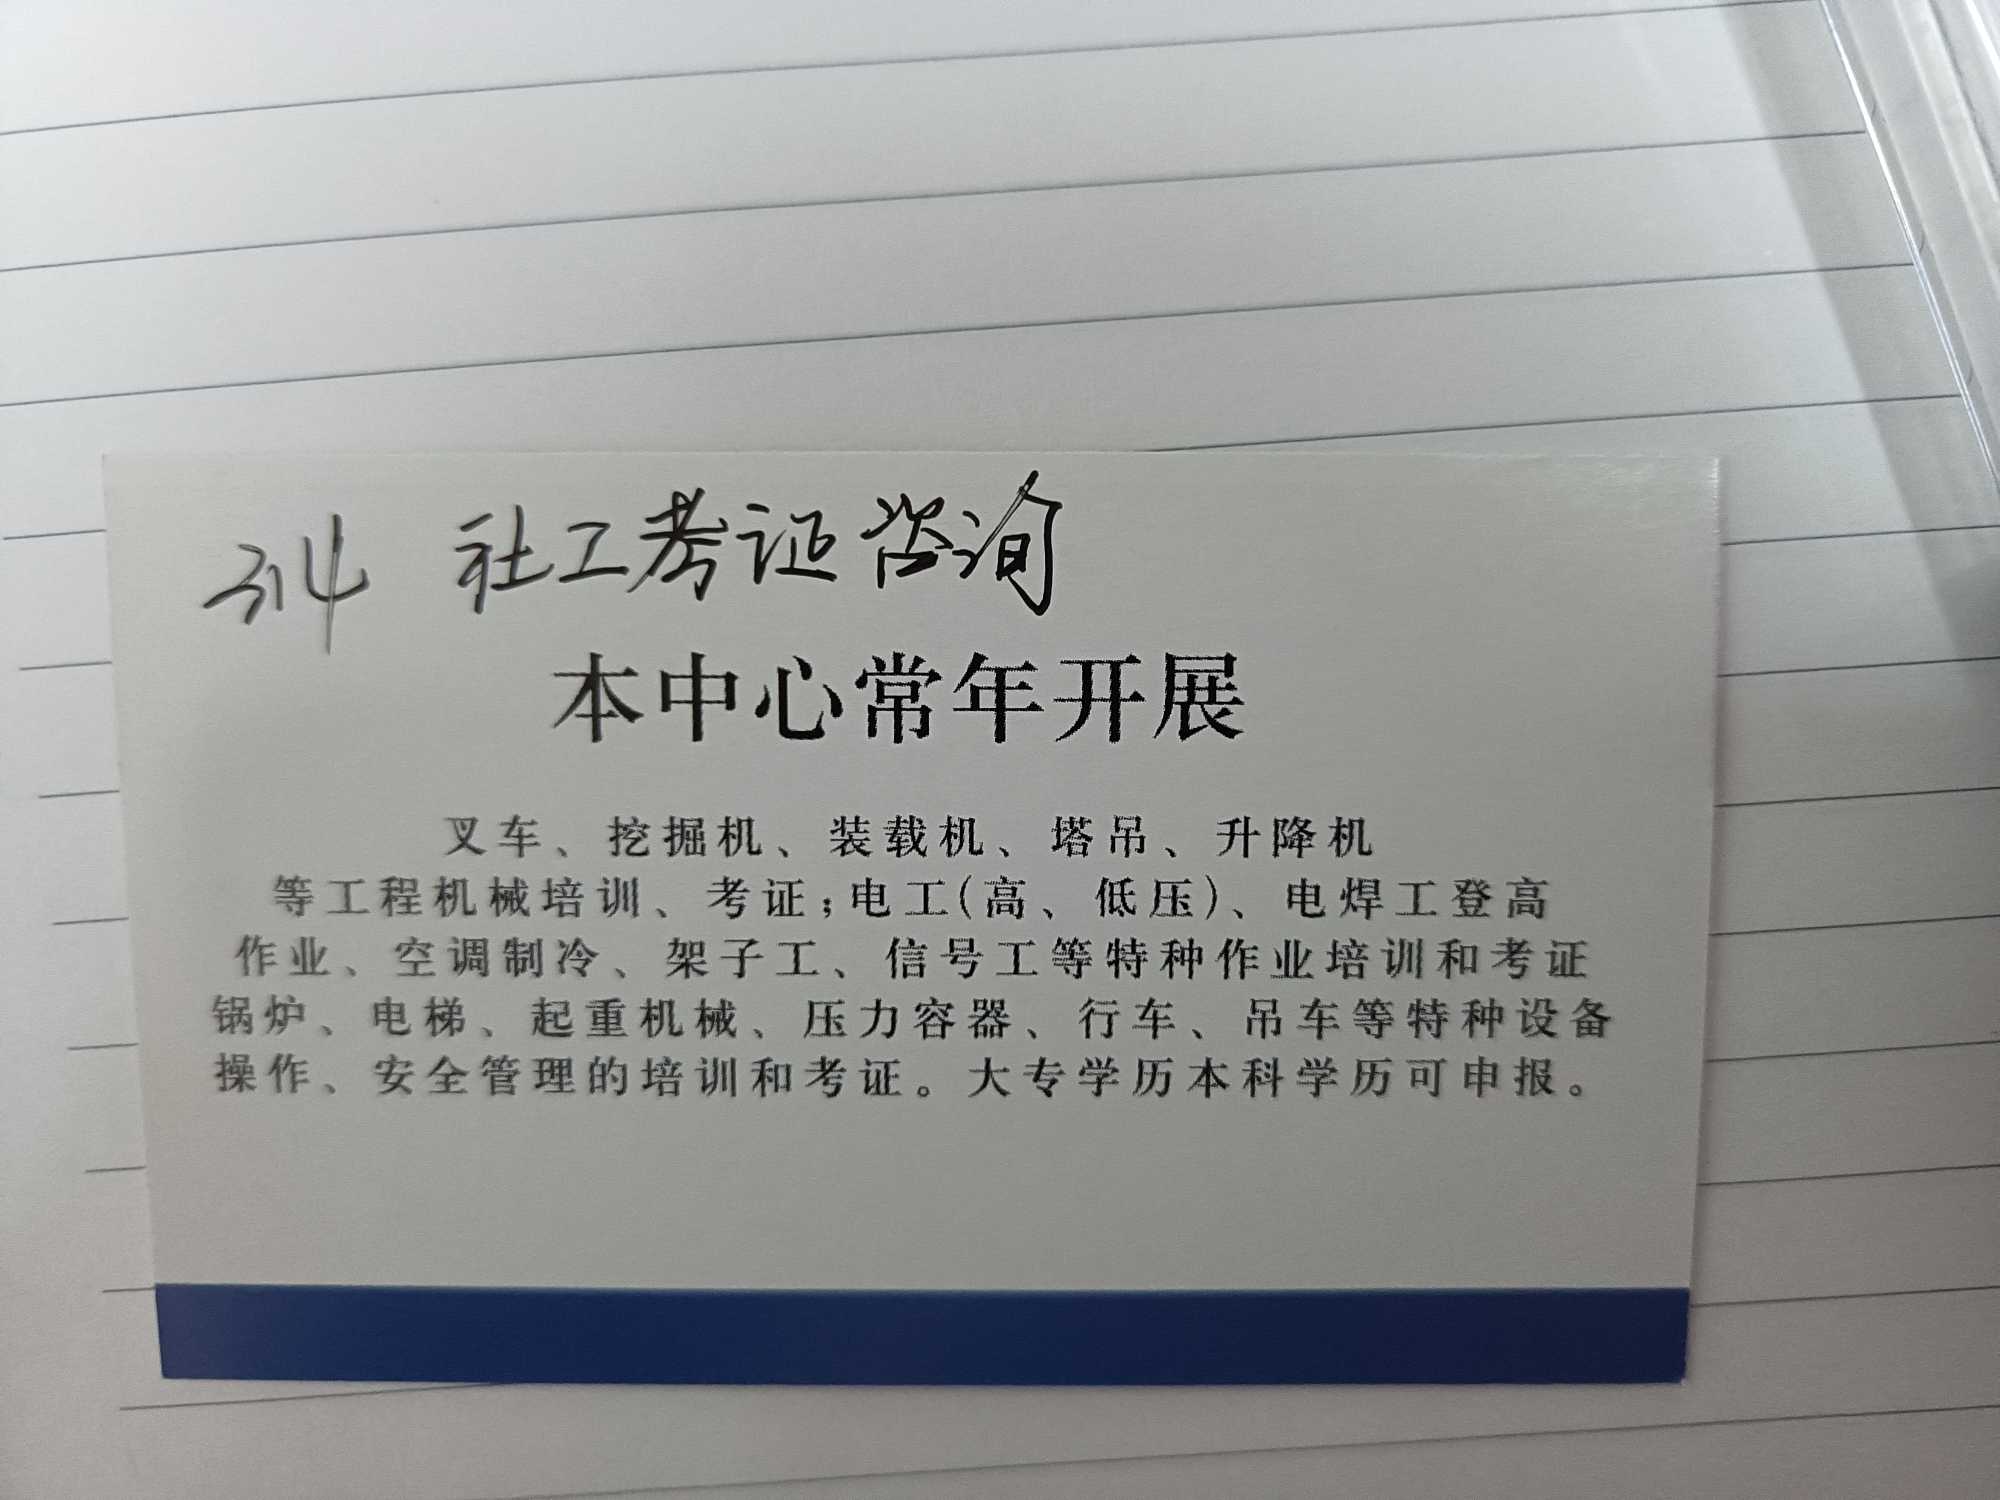 314 社工考证咨询
本中心常年开展
叉车、挖掘机、装载机、塔吊、升降机
等工程机械培训、考证;电工(高、低压)、电焊工登高
作业、空调制冷、架子工、信号工等特种作业培训和考证
锅炉、电梯、起重机械、压力容器、行车、吊车等特种设备
操作、安全管理的培训和考证。大专学历本科学历可申报。